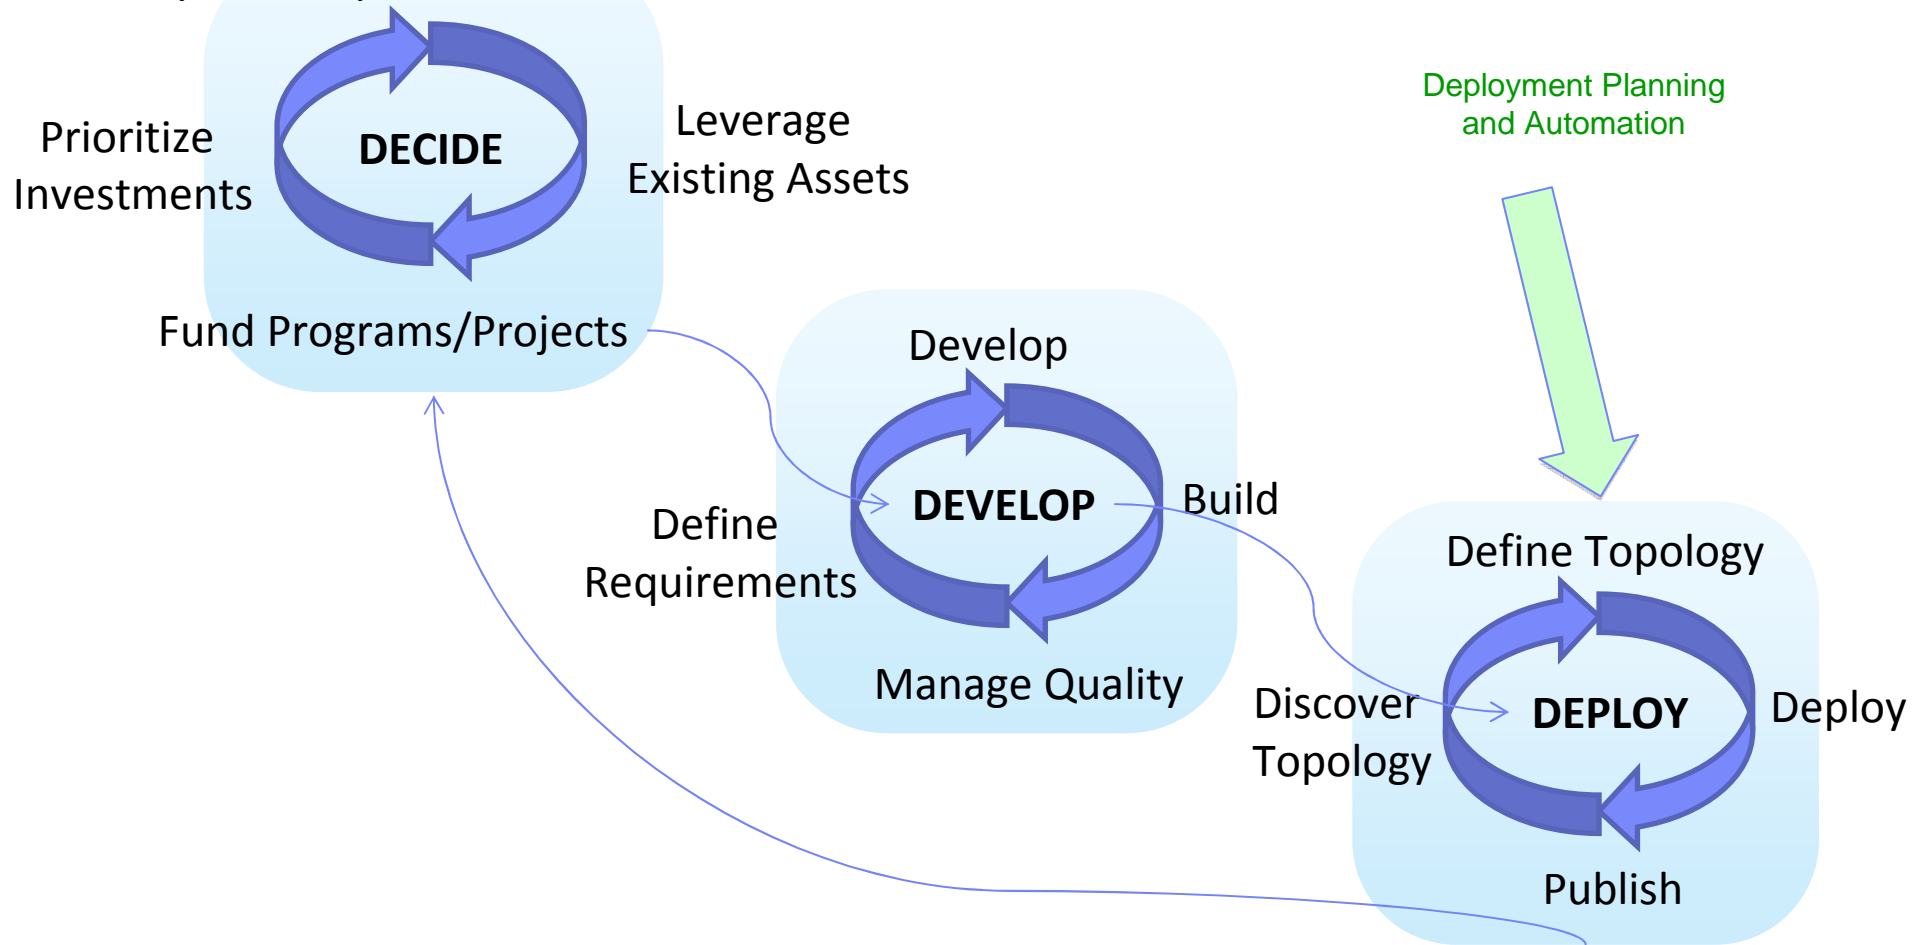 DECIDE
Prioritize
Investments
Leverage
Existing Assets
Fund Programs/Projects
Deployment Planning
and Automation
Develop
DEVELOP
Build
Define
Requirements
Manage Quality
Define Topology
Discover
Topology
DEPLOY
Deploy
Publish